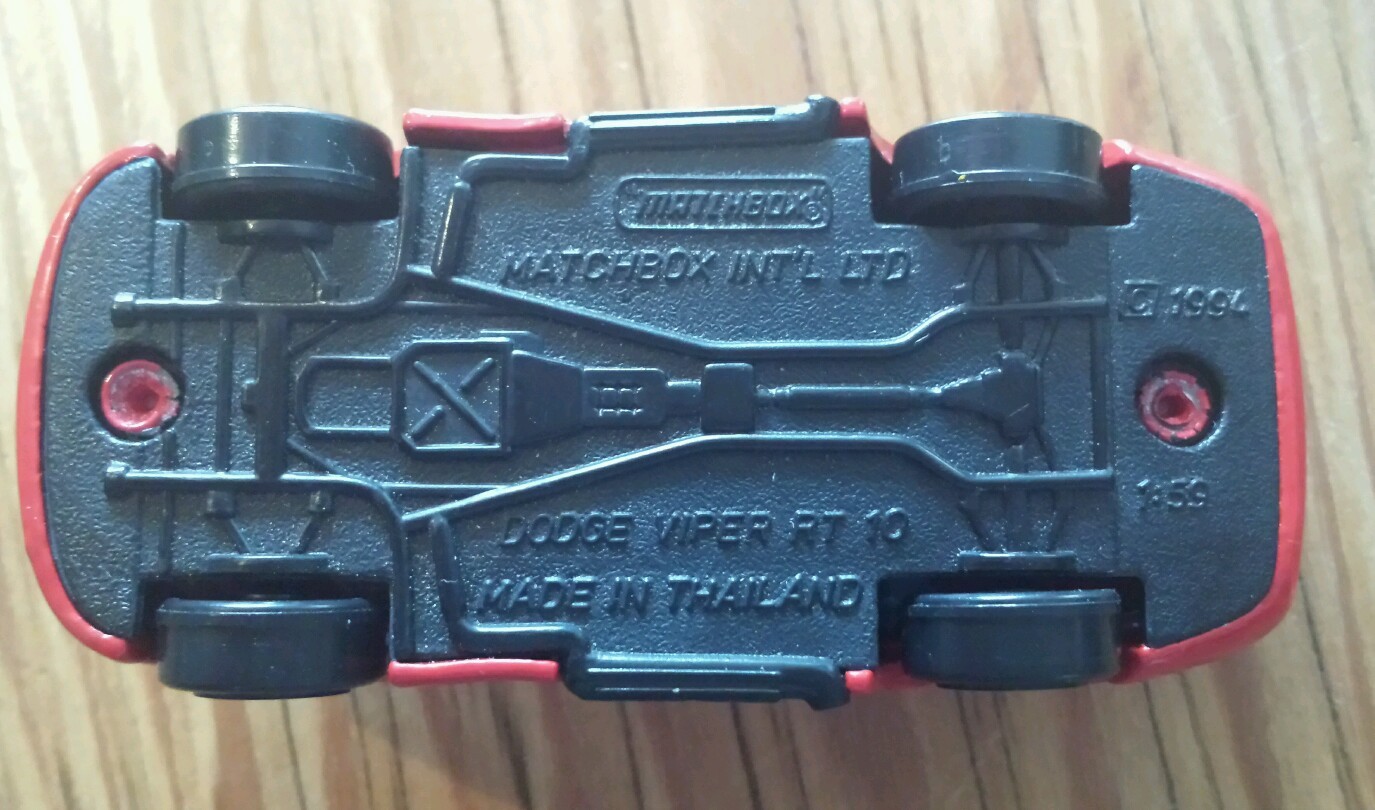 "MATCHBOX"®
MATCHBOX INT'L LTD
© 1994
1:59
DODGE VIPER RT 10
MADE IN THAILAND